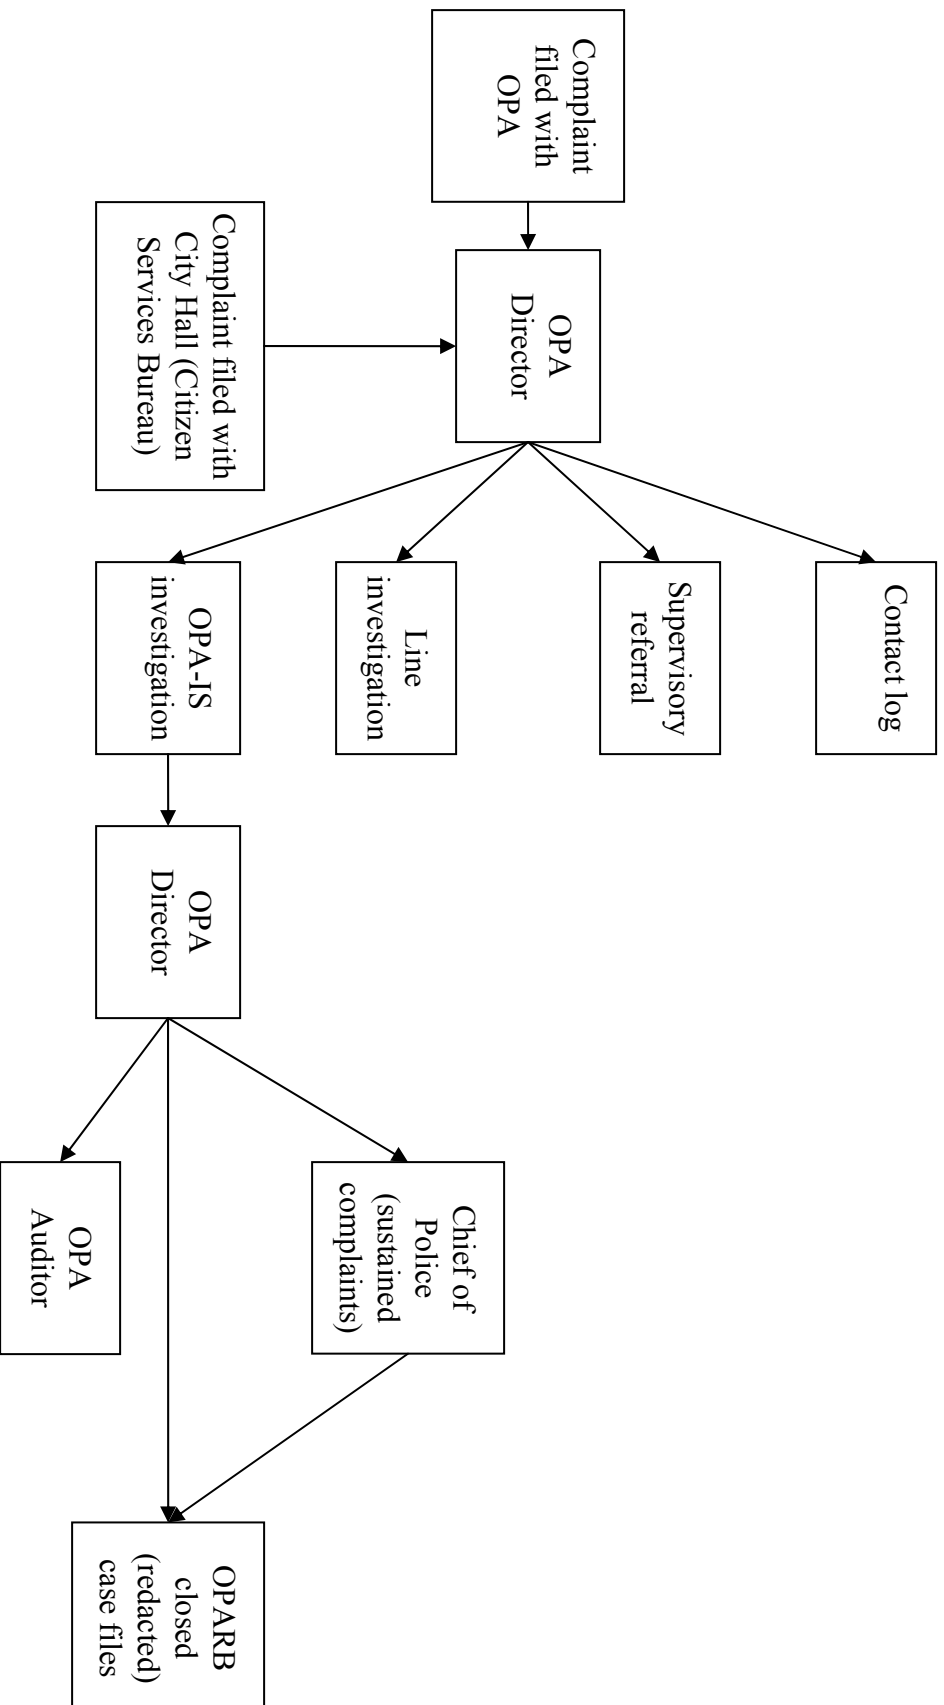 Complaint
filed with
OPA
Complaint filed with
City Hall (Citizen
Services Bureau)
OPA
Director
Contact log
Supervisory
referral
Line
investigation
OPA-IS
investigation
OPA
Director
Chief of
Police
(sustained
complaints)
OPA
Auditor
OPARB
closed
(redacted)
case files